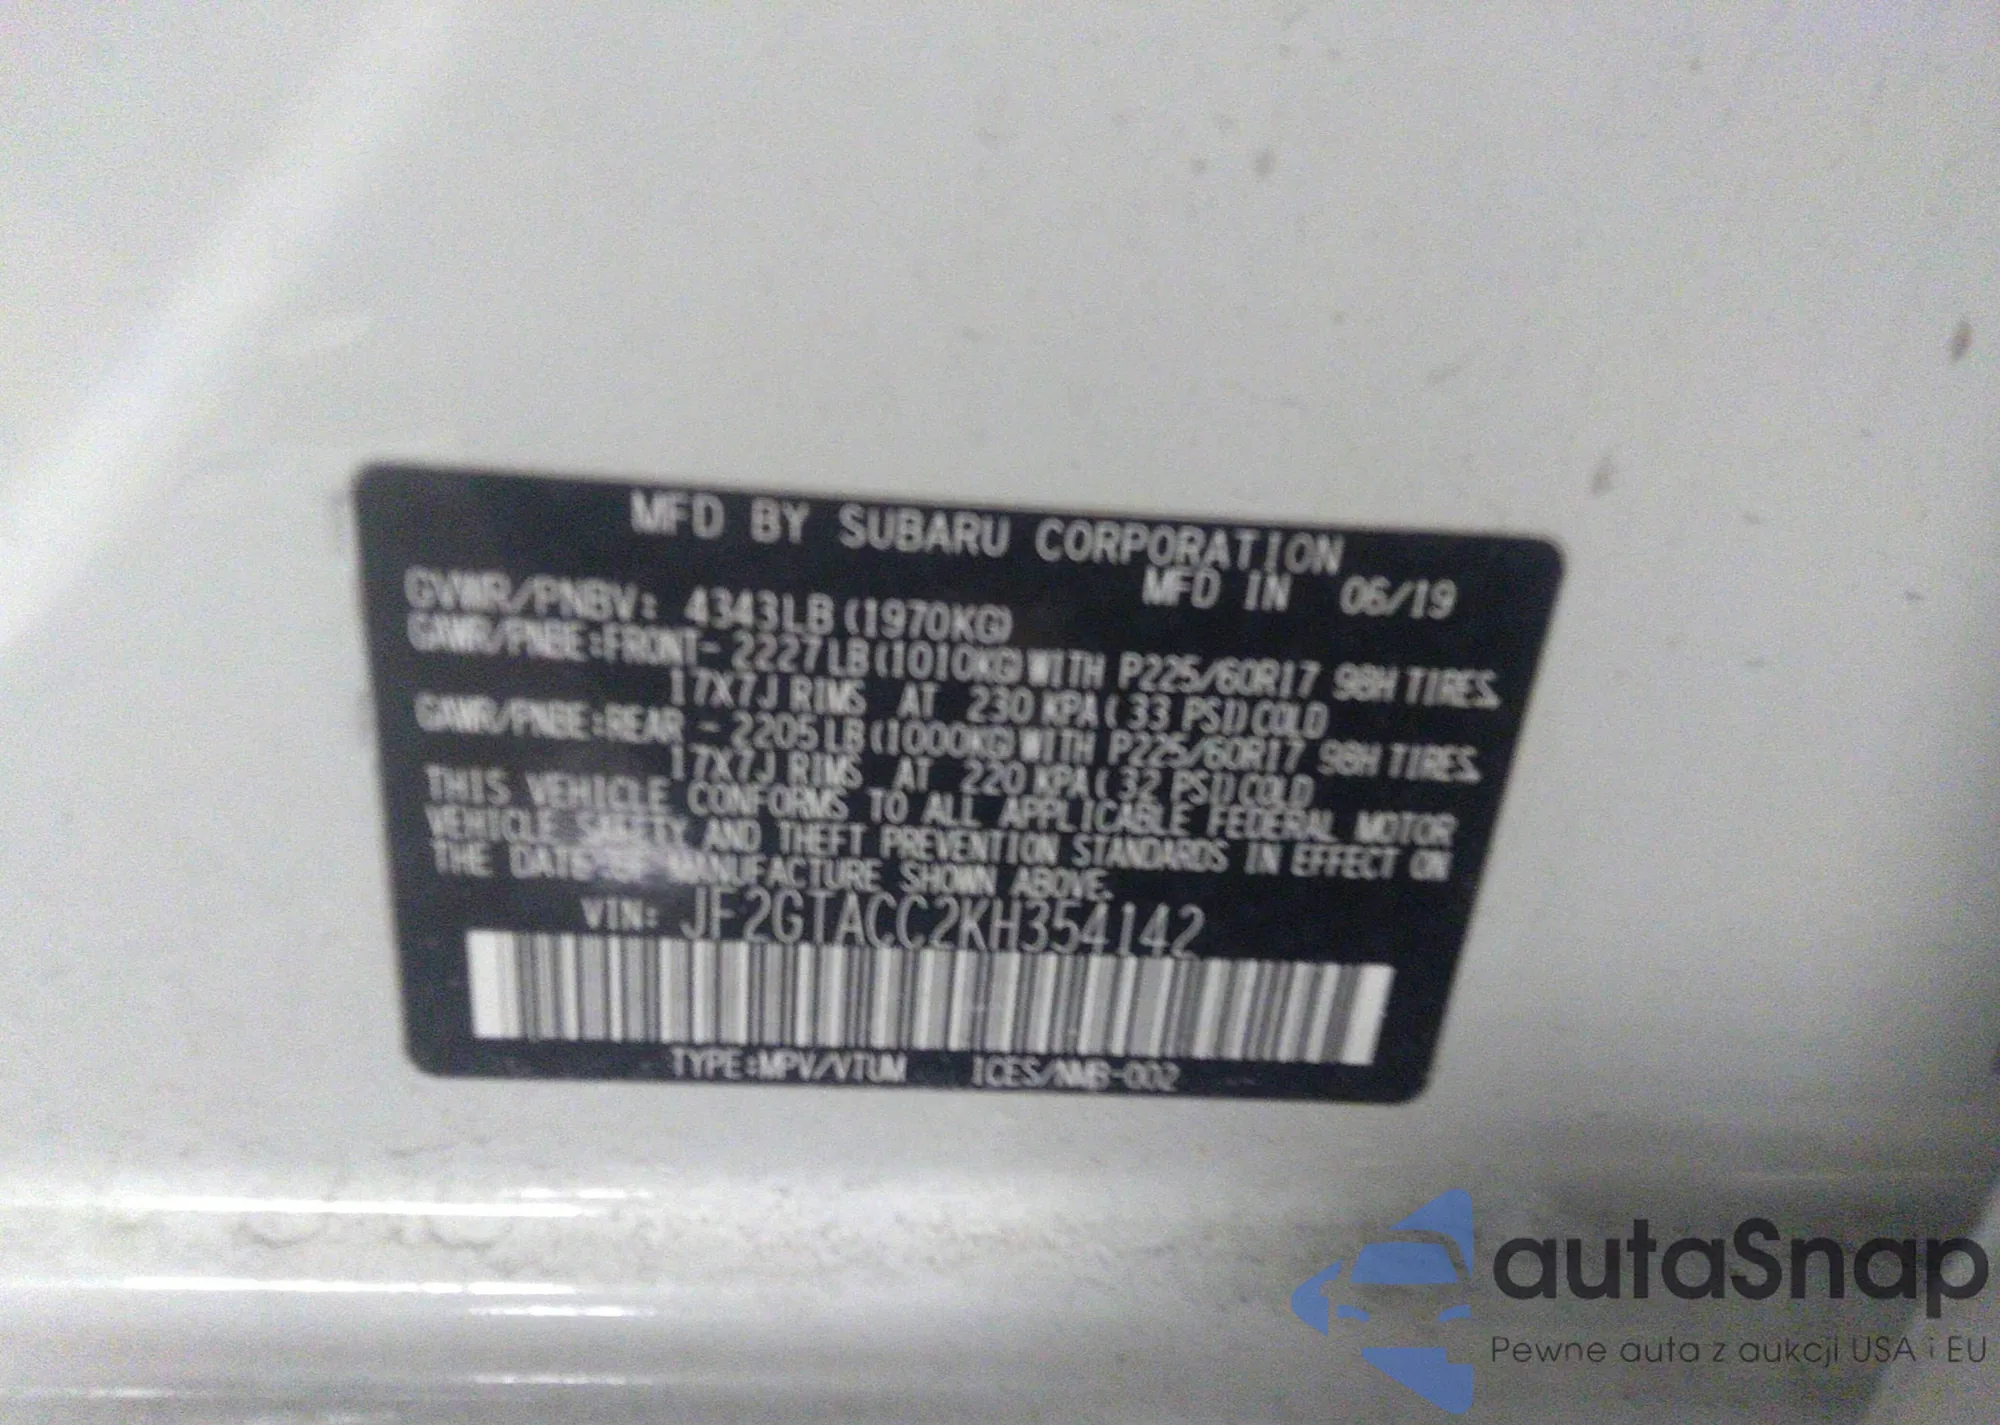 MFD BY SUBARU CORPORATION
MFD IN 06/19
GVWR/PNBV: 4343LB (1970KG)
GAWR/PNBE:FRONT- 2227LB(1010KG)WITH P225/60R17 98H TIRES,
17X7J RIMS AT 230 KPA( 33 PSI)COLD
GAWR/PNBE:REAR - 2205LB(1000KG)WITH P225/60R17 98H TIRES,
17X7J RIMS AT 220 KPA( 32 PSI)COLD
THIS VEHICLE CONFORMS TO ALL APPLICABLE FEDERAL MOTOR
VEHICLE SAFETY AND THEFT PREVENTION STANDARDS IN EFFECT ON
THE DATE OF MANUFACTURE SHOWN ABOVE.
VIN: JF2GTACC2KH354142
TYPE:MPV/VTUM ICES/NMB-002
autaSnap
Pewne auta z aukcji USA i EU